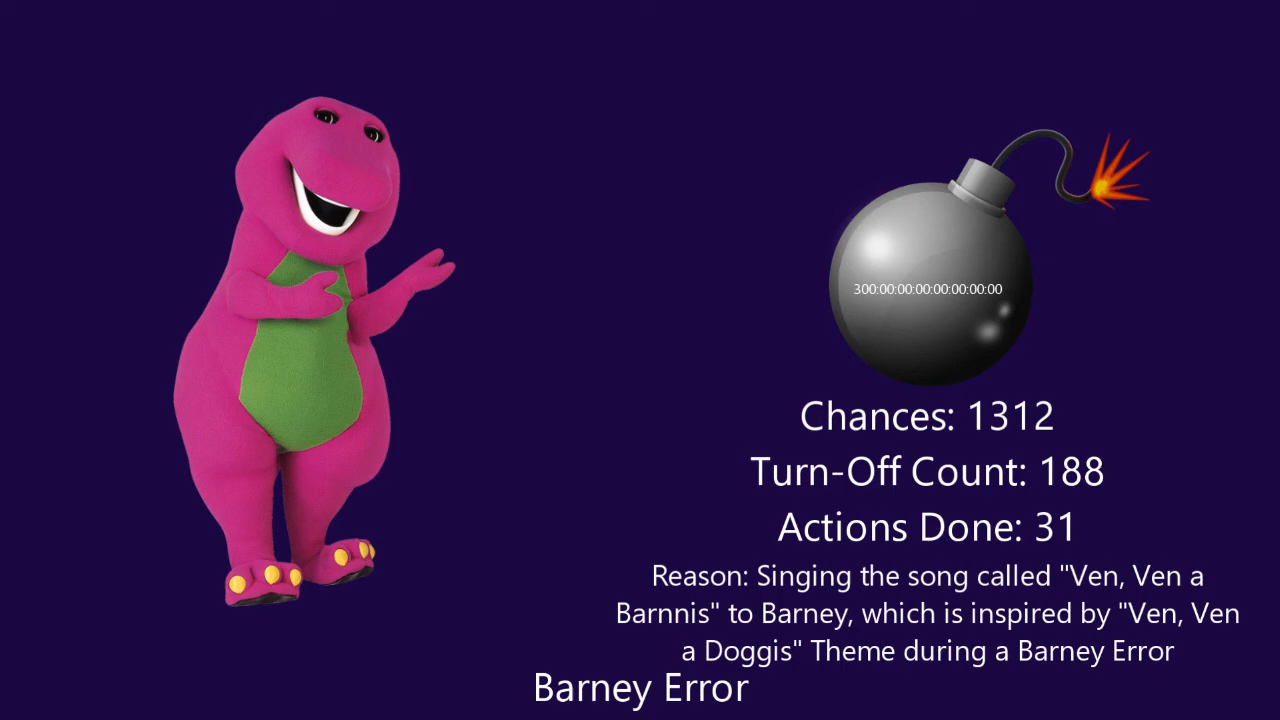 300:00:00:00:00:00:00:00:00
Chances: 1312
Turn-Off Count: 188
Actions Done: 31
Reason: Singing the song called "Ven, Ven a
Barnnis" to Barney, which is inspired by "Ven, Ven
a Doggis" Theme during a Barney Error
Barney Error